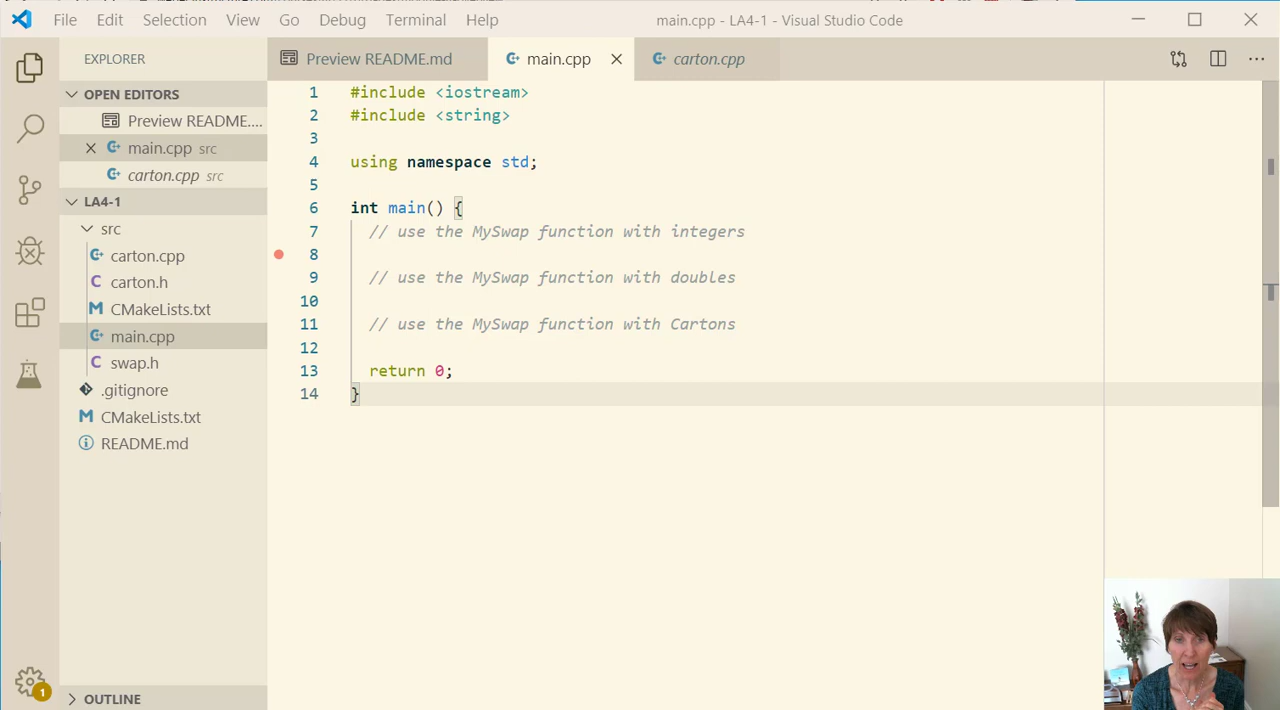 File Edit Selection View Go Debug Terminal Help main.cpp - LA4-1 - Visual Studio Code
EXPLORER
Preview README.md main.cpp carton.cpp
OPEN EDITORS
Preview README....
main.cpp src
carton.cpp src
LA4-1
src
carton.cpp
carton.h
CMakeLists.txt
main.cpp
swap.h
.gitignore
CMakeLists.txt
README.md
OUTLINE
1
1 #include <iostream>
2 #include <string>
3
4 using namespace std;
5
6 int main() {
7 // use the MySwap function with integers
8
9 // use the MySwap function with doubles
10
11 // use the MySwap function with Cartons
12
13 return 0;
14 }